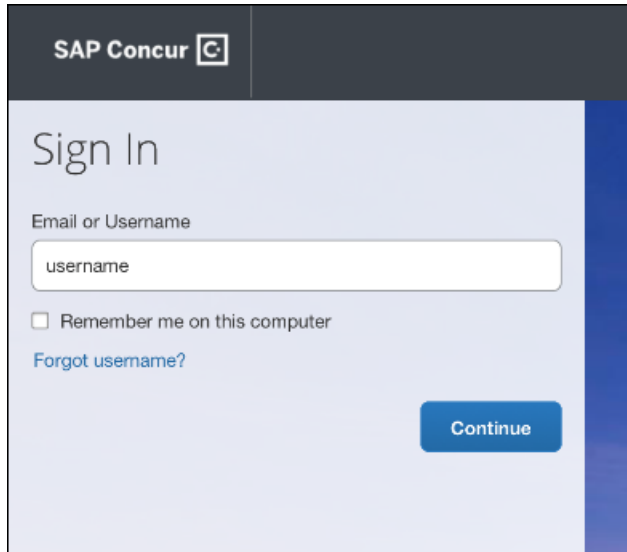 SAP Concur C
Sign In
Email or Username
username
Remember me on this computer
Forgot username?
Continue